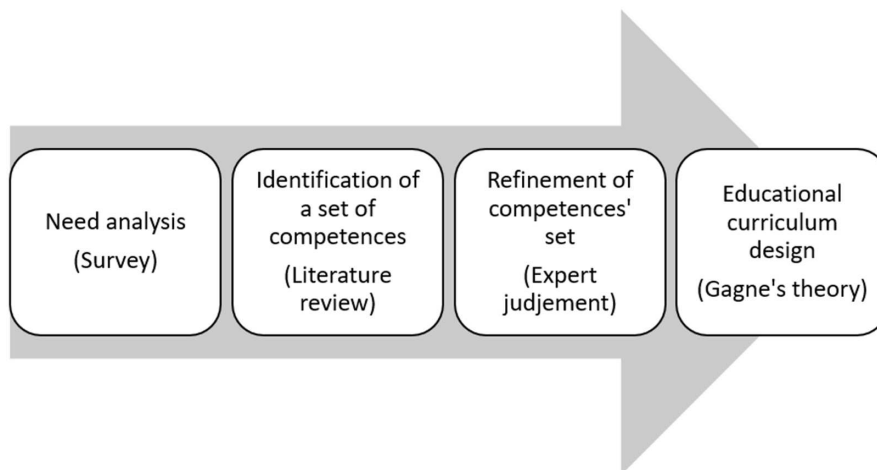 Need analysis
(Survey)
Identification of
a set of
competences
(Literature
review)
Refinement of
competences'
set
(Expert
judjement)
Educational
curriculum
design
(Gagne's theory)